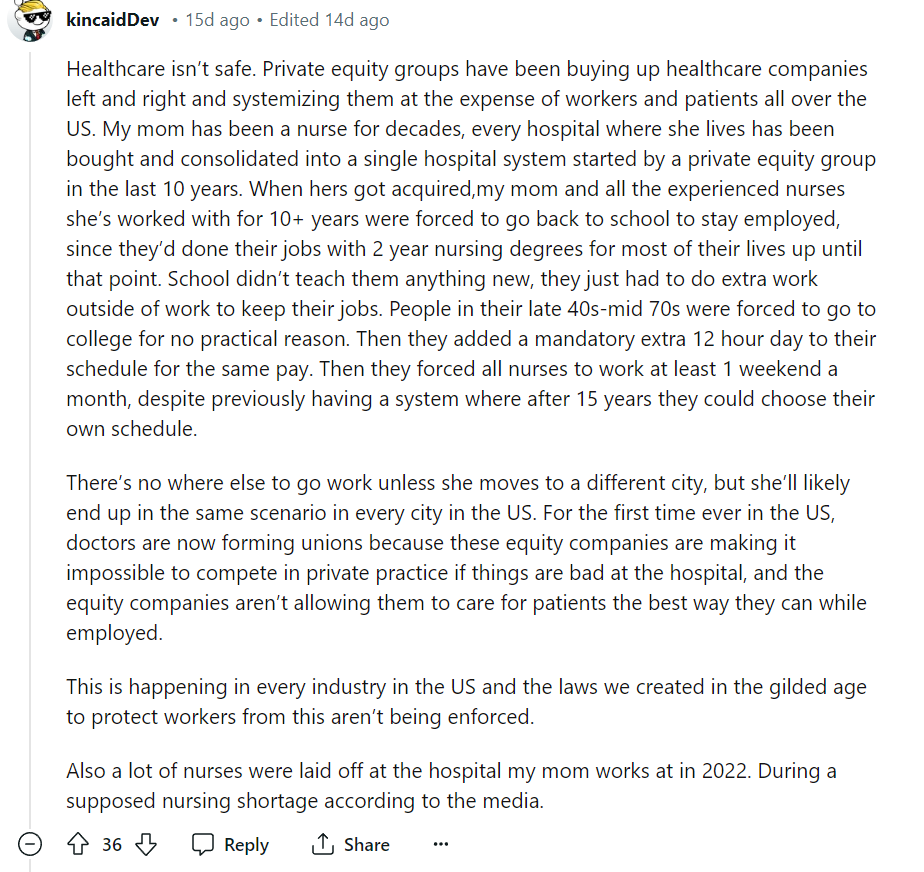 kincaidDev • 15d ago • Edited 14d ago
Healthcare isn’t safe. Private equity groups have been buying up healthcare companies
left and right and systemizing them at the expense of workers and patients all over the
US. My mom has been a nurse for decades, every hospital where she lives has been
bought and consolidated into a single hospital system started by a private equity group
in the last 10 years. When hers got acquired,my mom and all the experienced nurses
she’s worked with for 10+ years were forced to go back to school to stay employed,
since they’d done their jobs with 2 year nursing degrees for most of their lives up until
that point. School didn’t teach them anything new, they just had to do extra work
outside of work to keep their jobs. People in their late 40s-mid 70s were forced to go to
college for no practical reason. Then they added a mandatory extra 12 hour day to their
schedule for the same pay. Then they forced all nurses to work at least 1 weekend a
month, despite previously having a system where after 15 years they could choose their
own schedule.
There’s no where else to go work unless she moves to a different city, but she’ll likely
end up in the same scenario in every city in the US. For the first time ever in the US,
doctors are now forming unions because these equity companies are making it
impossible to compete in private practice if things are bad at the hospital, and the
equity companies aren’t allowing them to care for patients the best way they can while
employed.
This is happening in every industry in the US and the laws we created in the gilded age
to protect workers from this aren’t being enforced.
Also a lot of nurses were laid off at the hospital my mom works at in 2022. During a
supposed nursing shortage according to the media.
36 Reply Share ...